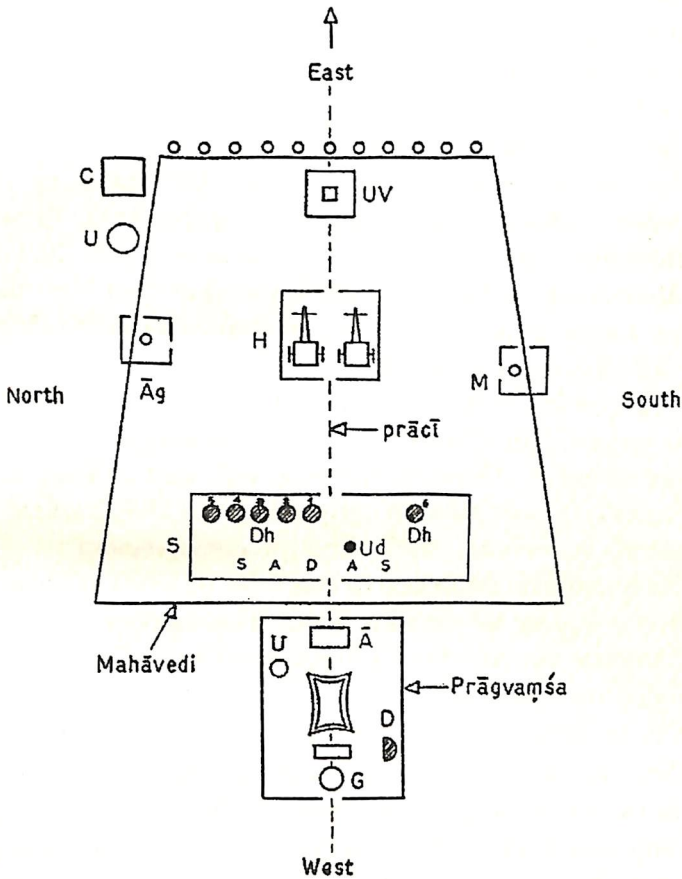 East
C
UV
U
H
Āg
M
North
South
prācī
5 4 3 2 1 6
Dh Dh
S
Ud
S A D A S
Mahāvedi
U
Ā
Prāgvaṃśa
D
G
West